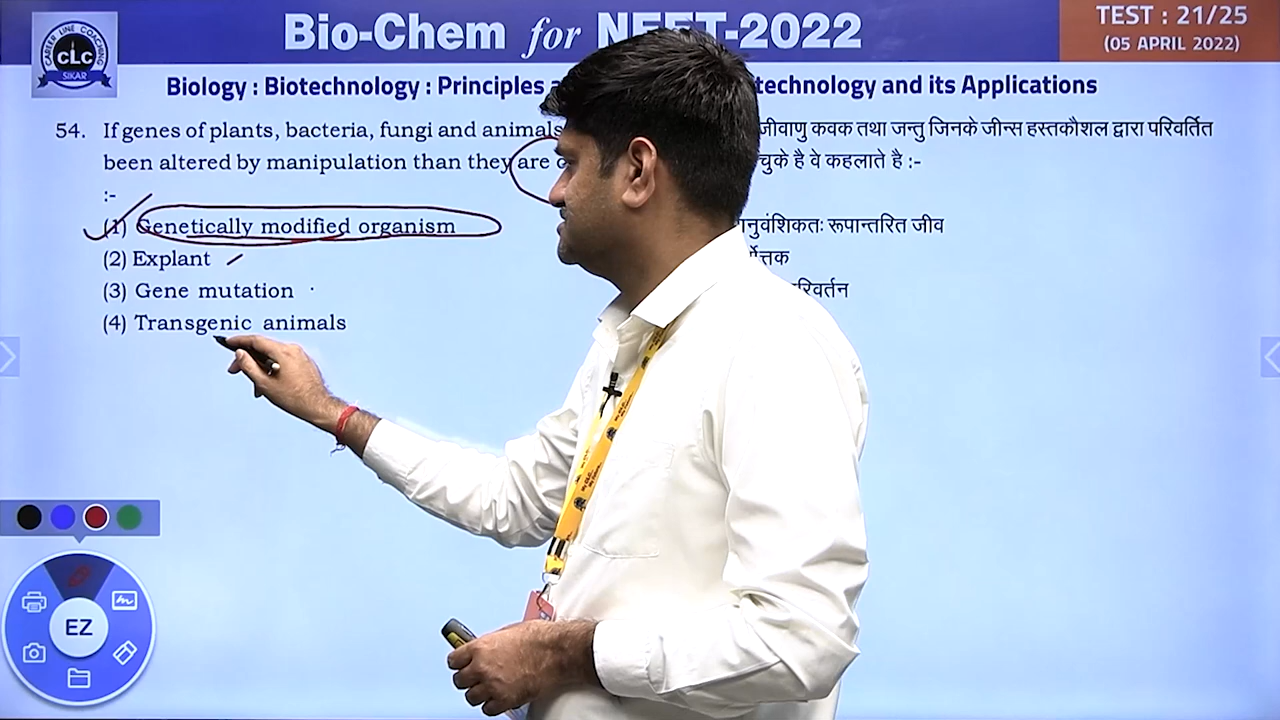 Bio-Chem for NEET-2022
TEST : 21/25
(05 APRIL 2022)
CAREER LINE COACHING
CLC
SIKAR
Biology : Biotechnology : Principles technology and its Applications
54. If genes of plants, bacteria, fungi and animals
been altered by manipulation than they are
:-
(1) Genetically modified organism
(2) Explant
(3) Gene mutation
(4) Transgenic animals
जीवाणु कवक तथा जन्तु जिनके जीन्स हस्तकौशल द्वारा परिवर्तित
चुके है वे कहलाते है :-
रूपान्तरित जीव
EZ